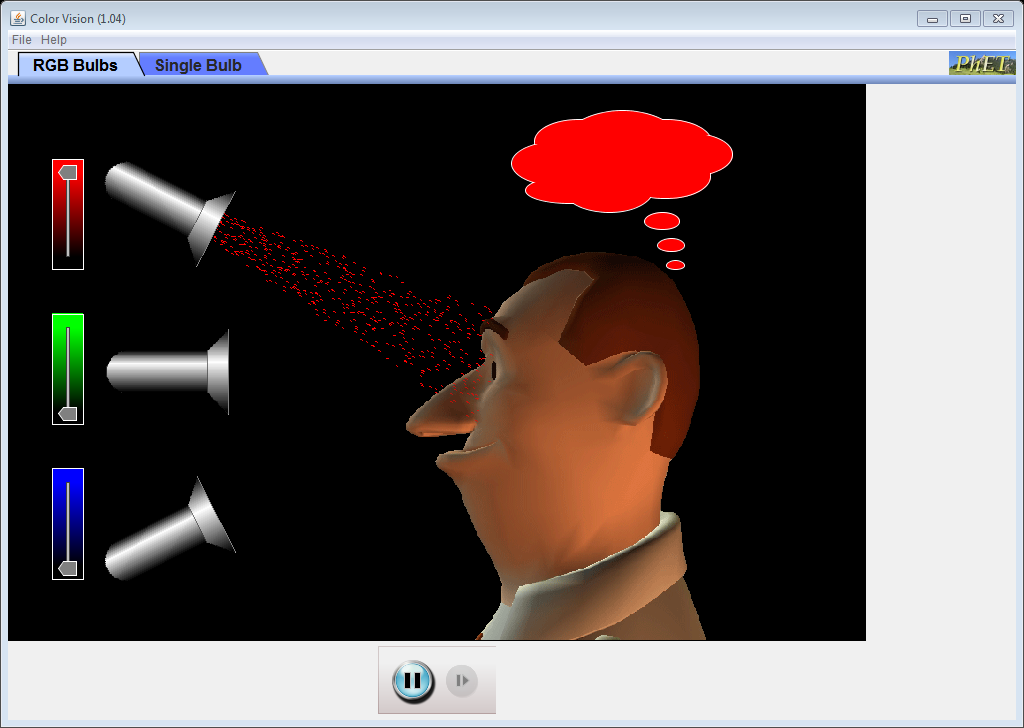 Color Vision (1.04)
File Help
RGB Bulbs Single Bulb
PhET